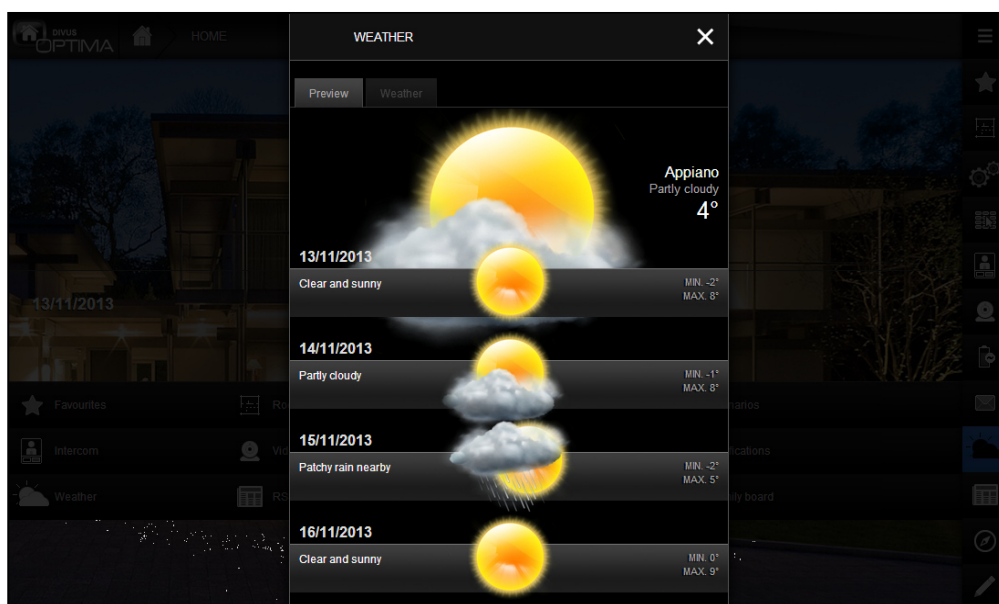 DIVUS
OPTIMA
HOME
WEATHER
Preview
Weather
Appiano
Partly cloudy
4°
13/11/2013
Clear and sunny
MIN. -2°
MAX. 8°
14/11/2013
Partly cloudy
MIN. -1°
MAX. 8°
15/11/2013
Patchy rain nearby
MIN. -2°
MAX. 5°
16/11/2013
Clear and sunny
MIN. 0°
MAX. 9°
13/11/2013
Favourites
Intercom
Weather
RS